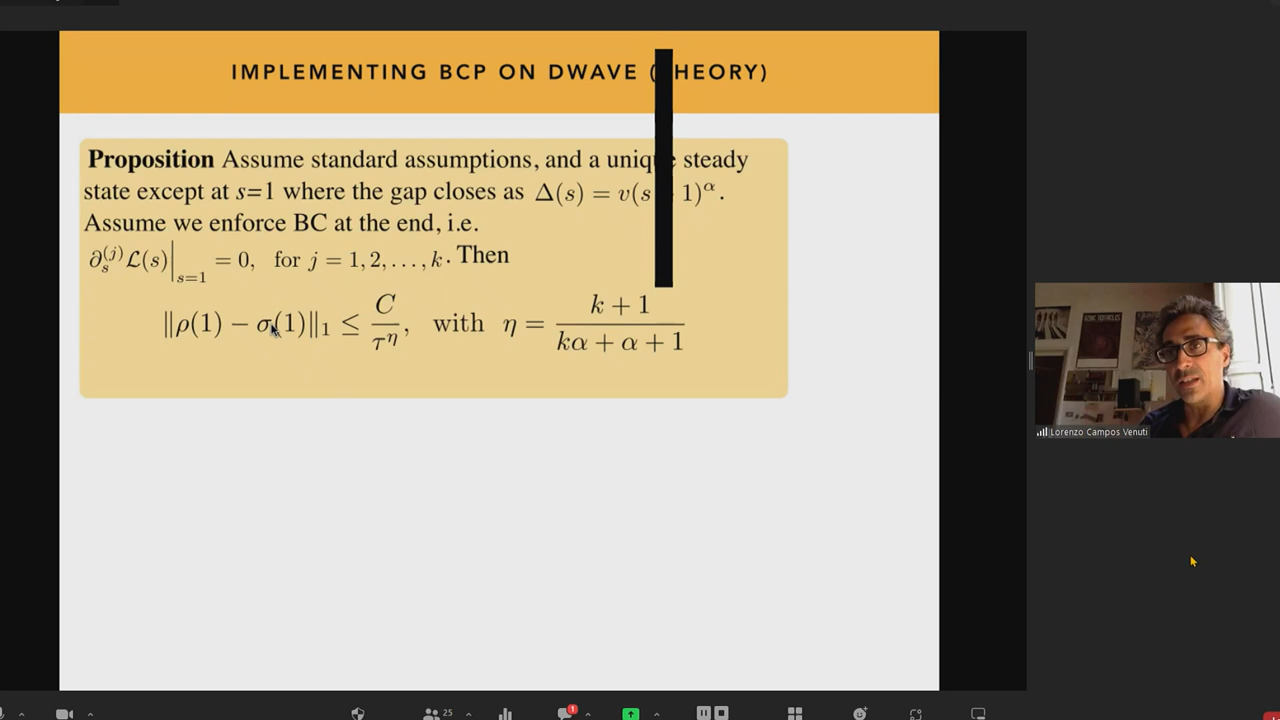 IMPLEMENTING BCP ON DWAVE ( HEORY)
Proposition Assume standard assumptions, and a steady
state except at s=1 where the gap closes as Δ(s) = v(s 1)^α.
Assume we enforce BC at the end, i.e.
∂_s^{(j)} 𝓛(s)|_{s=1} = 0, for j = 1, 2, . . . , k. Then
‖ρ(1) − σ(1)‖₁ ≤ C/τ^η, with η = (k + 1)/(kα + α + 1)
Lorenzo Campos Venuti
25
1